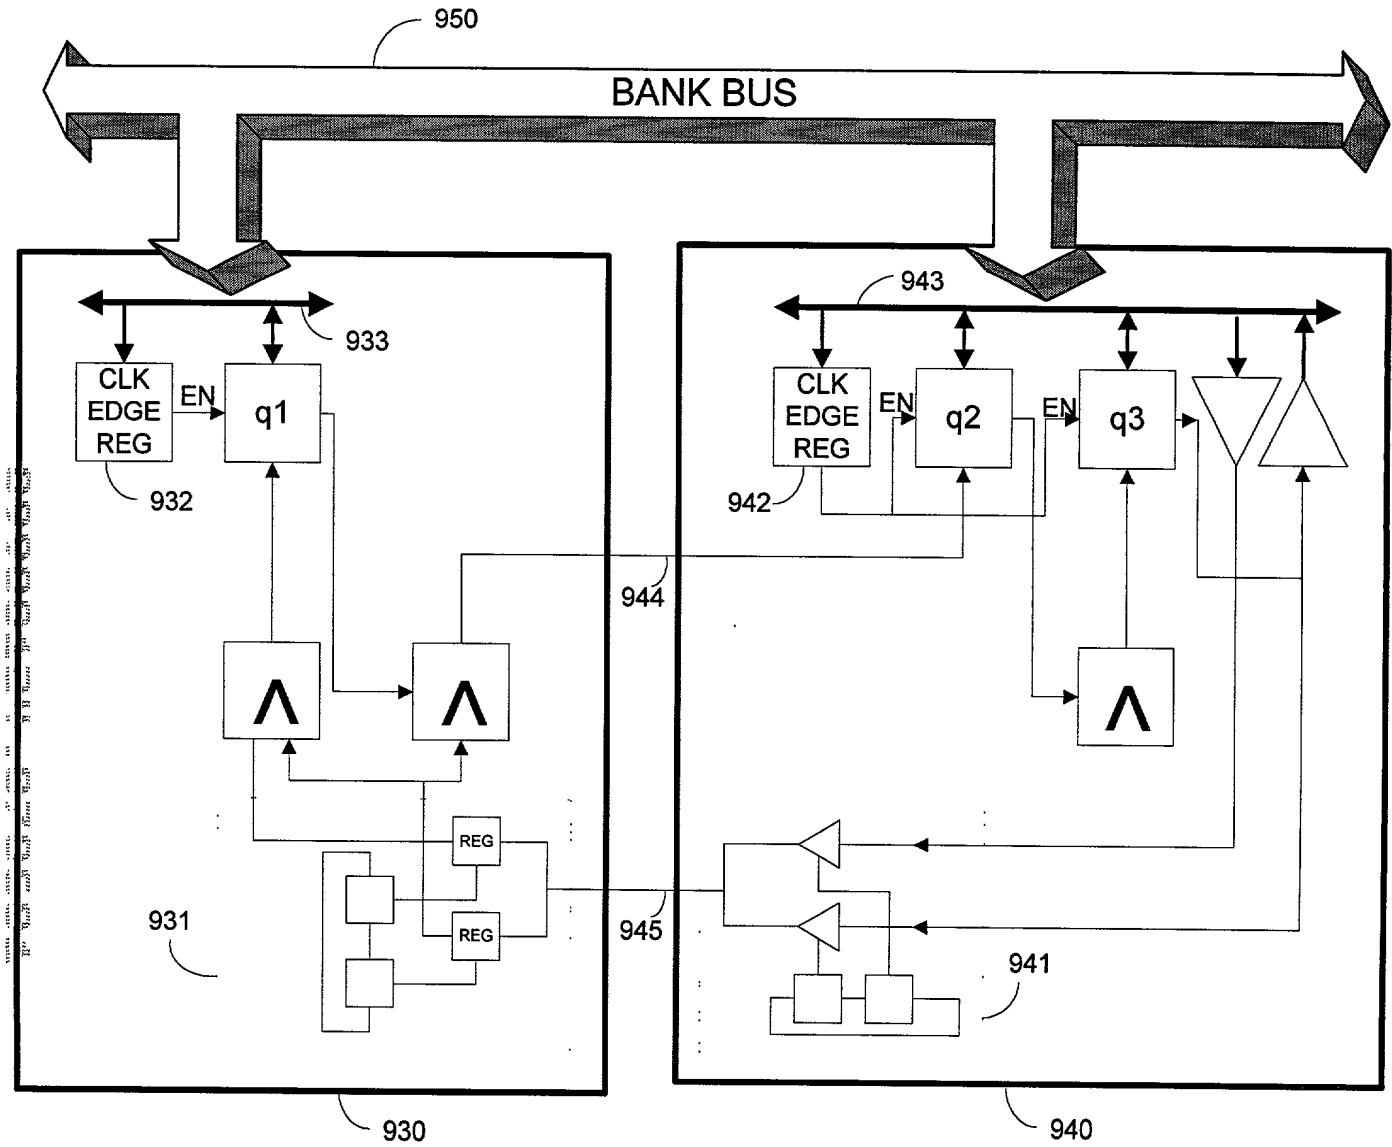 950
BANK BUS
933
943
CLK
EDGE
REG
EN
q1
CLK
EDGE
REG
EN
q2
EN
q3
932
942
944
Λ
Λ
Λ
REG
REG
931
945
941
930
940